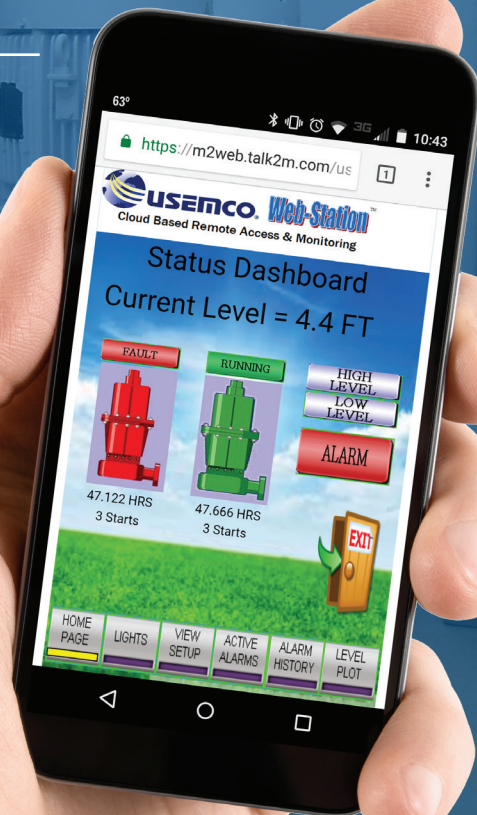 63°
3G
10:43
https://m2web.talk2m.com/us
1
USEMCO. Web-Station™
Cloud Based Remote Access & Monitoring
Status Dashboard
Current Level = 4.4 FT
FAULT
RUNNING
HIGH
LEVEL
LOW
LEVEL
ALARM
47.122 HRS
3 Starts
47.666 HRS
3 Starts
EXIT
HOME
PAGE
LIGHTS
VIEW
SETUP
ACTIVE
ALARMS
ALARM
HISTORY
LEVEL
PLOT